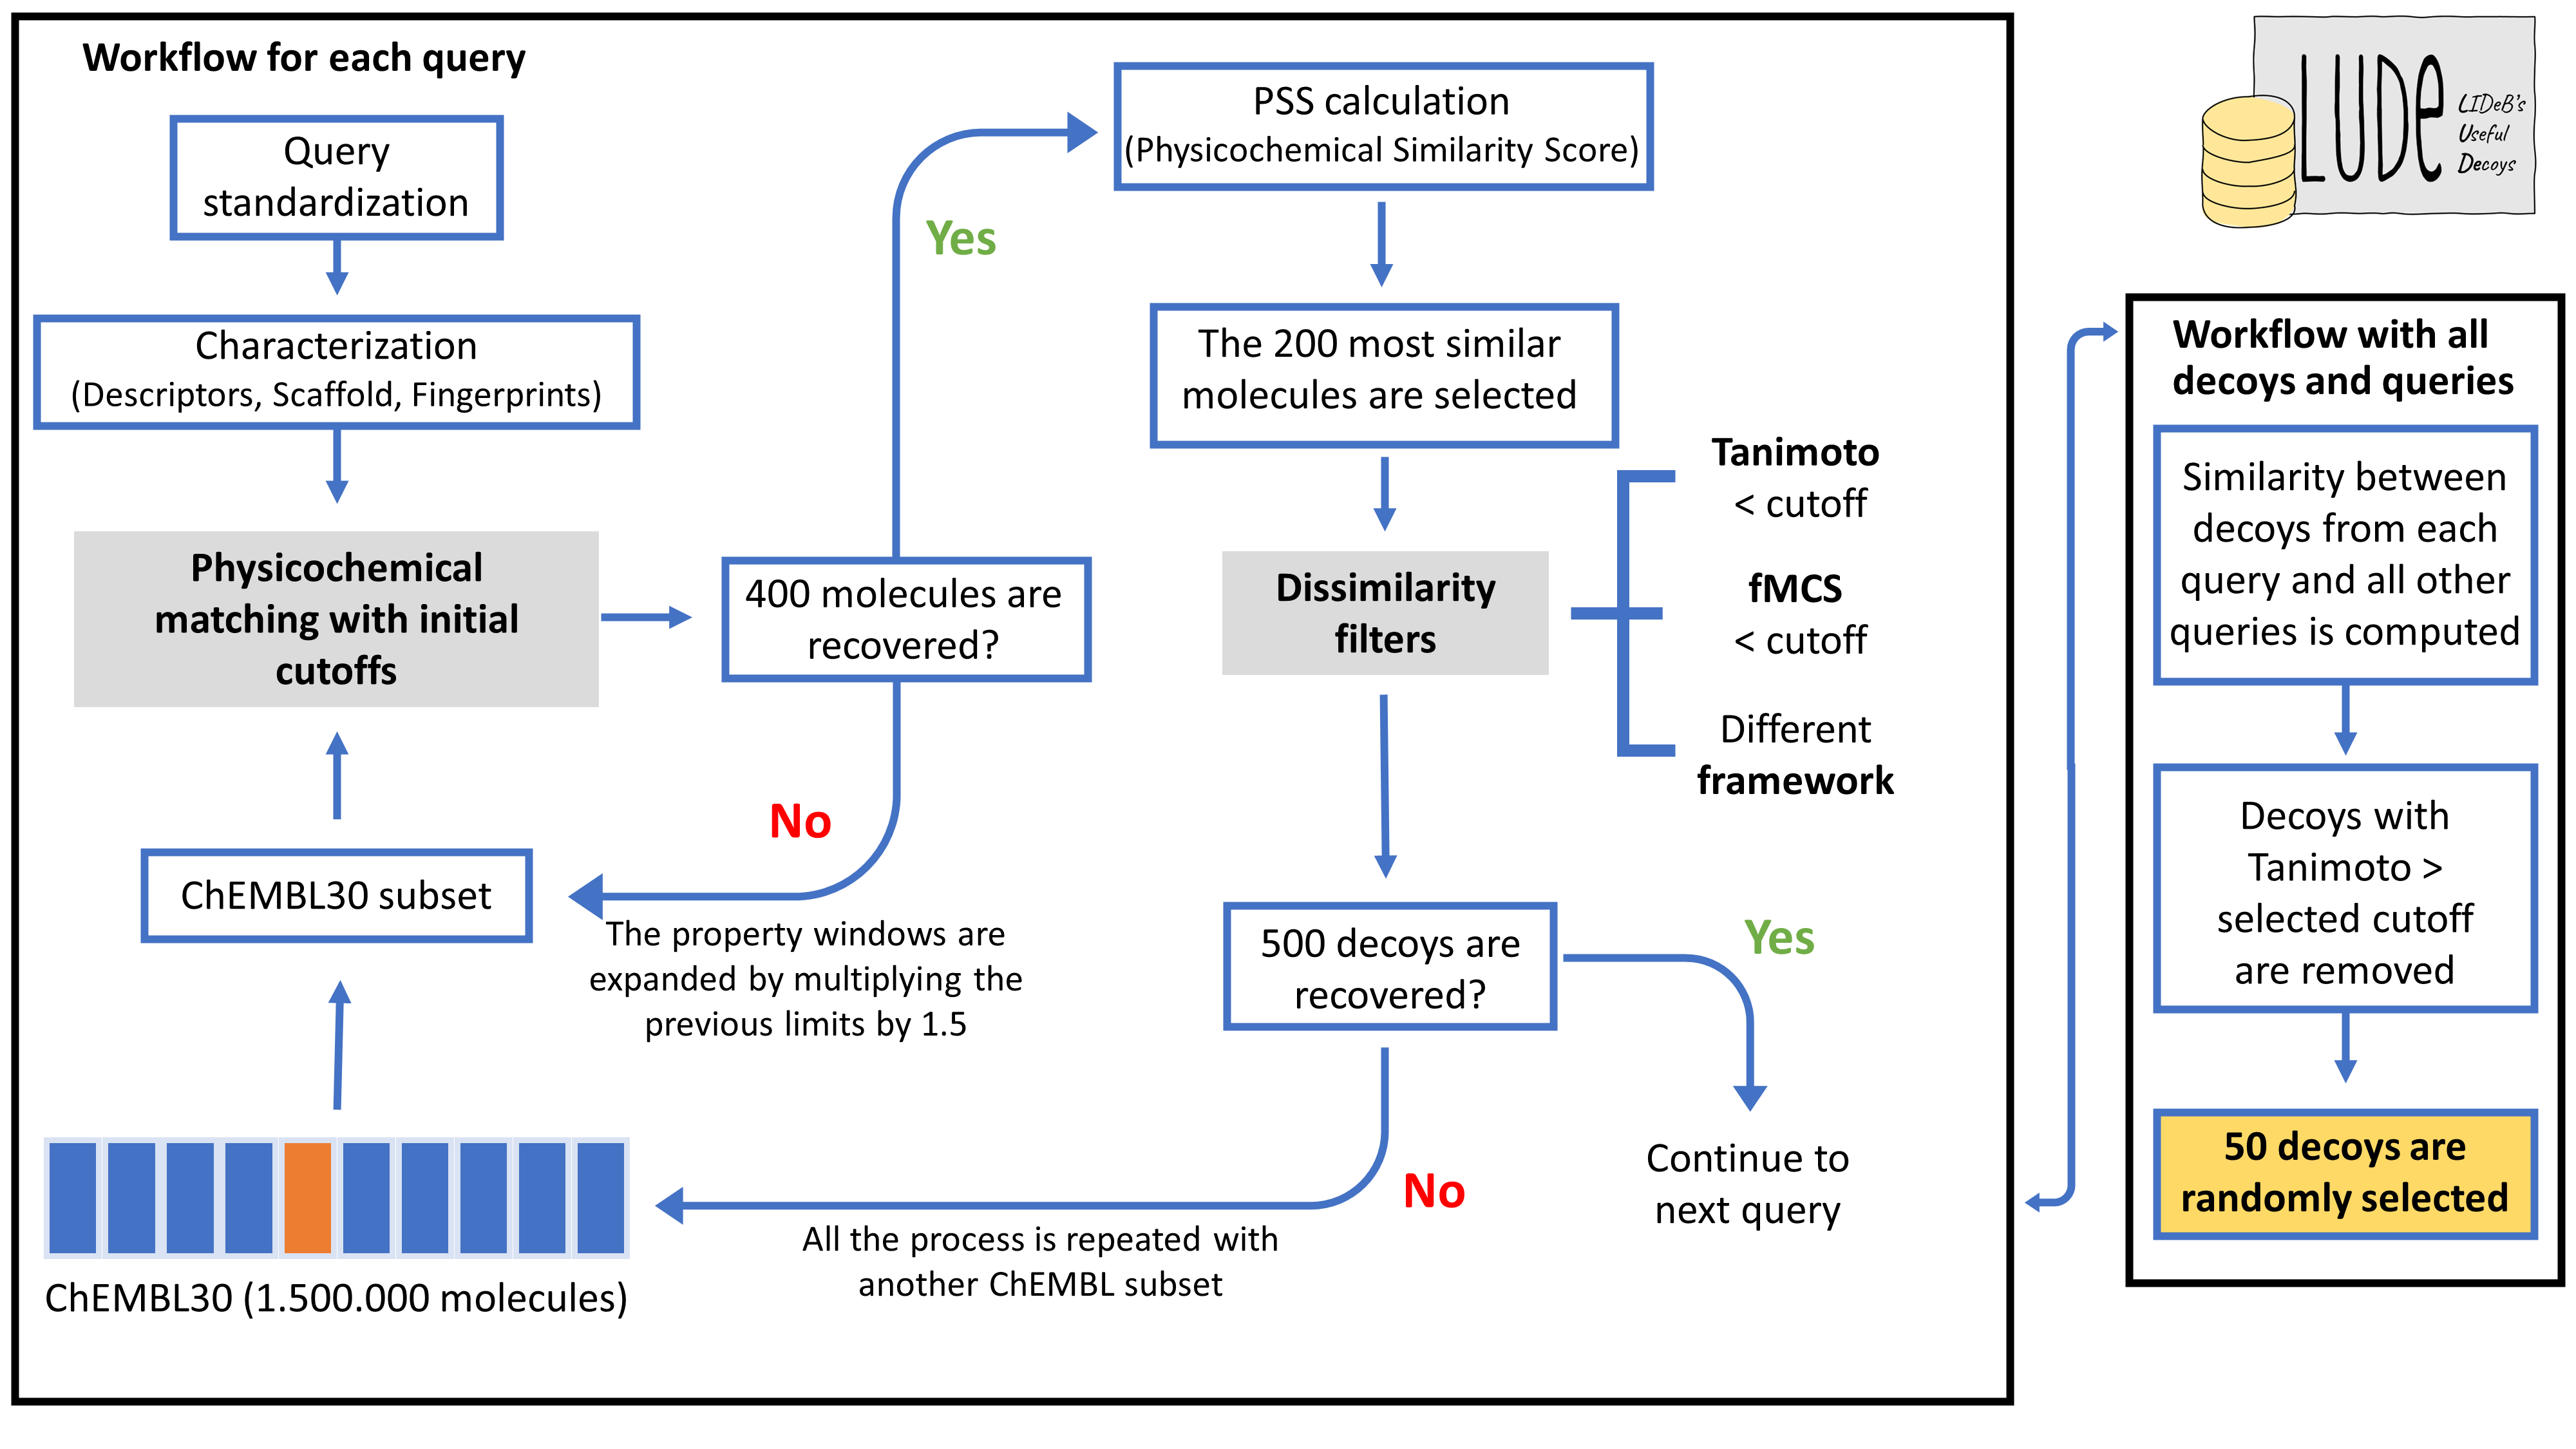 Workflow for each query
Query
standardization
Characterization
(Descriptors, Scaffold, Fingerprints)
Physicochemical
matching with initial
cutoffs
ChEMBL30 subset
ChEMBL30 (1.500.000 molecules)
400 molecules are
recovered?
Yes
No
The property windows are
expanded by multiplying the
previous limits by 1.5
PSS calculation
(Physicochemical Similarity Score)
The 200 most similar
molecules are selected
Dissimilarity
filters
Tanimoto
< cutoff
fMCS
< cutoff
Different
framework
500 decoys are
recovered?
Yes
Continue to
next query
No
All the process is repeated with
another ChEMBL subset
LUDe
LIDeB's
Useful
Decoys
Workflow with all
decoys and queries
Similarity between
decoys from each
query and all other
queries is computed
Decoys with
Tanimoto >
selected cutoff
are removed
50 decoys are
randomly selected